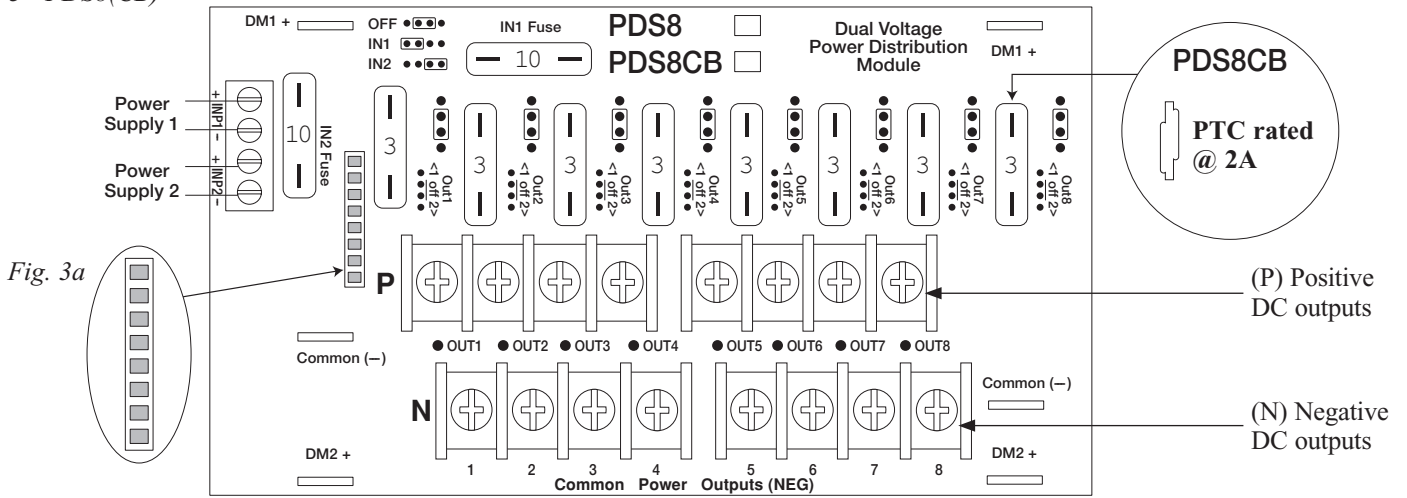 DM1 +
OFF
IN1
IN2
IN1 Fuse
10
PDS8
PDS8CB
Dual Voltage
Power Distribution
Module
DM1 +
PDS8CB
PTC rated
@ 2A
Power
Supply 1
Power
Supply 2
+ INP1 -
+ INP2 -
10
IN2 Fuse
3
Out1
<1 off 2>
3
Out2
<1 off 2>
3
Out3
<1 off 2>
3
Out4
<1 off 2>
3
Out5
<1 off 2>
3
Out6
<1 off 2>
3
Out7
<1 off 2>
3
Out8
<1 off 2>
Fig. 3a
P
(P) Positive
DC outputs
OUT1 OUT2 OUT3 OUT4 OUT5 OUT6 OUT7 OUT8
Common (–)
Common (–)
N
(N) Negative
DC outputs
DM2 +
DM2 +
1 2 3 4 5 6 7 8
Common Power Outputs (NEG)